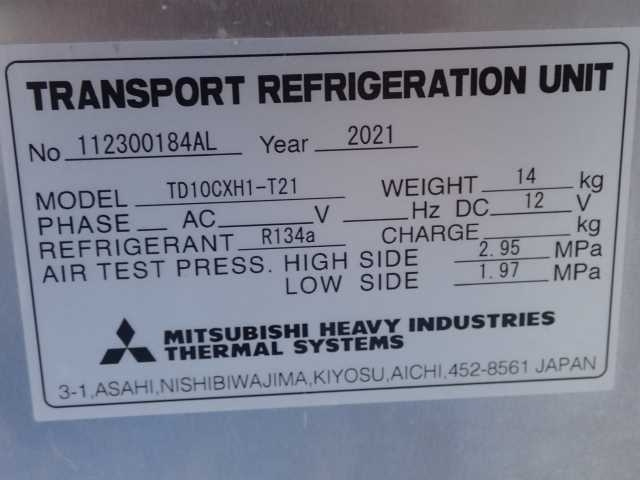 TRANSPORT REFRIGERATION UNIT
No 112300184AL Year 2021
MODEL TD10CXH1-T21 WEIGHT 14 kg
PHASE AC V Hz DC 12 V
REFRIGERANT R134a CHARGE kg
AIR TEST PRESS. HIGH SIDE 2.95 MPa
LOW SIDE 1.97 MPa
MITSUBISHI HEAVY INDUSTRIES
THERMAL SYSTEMS
3-1,ASAHI,NISHIBIWAJIMA,KIYOSU,AICHI,452-8561 JAPAN